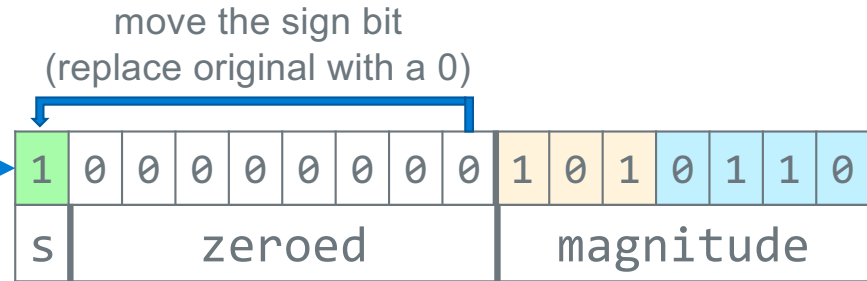 move the sign bit
(replace original with a 0)
1 0 0 0 0 0 0 0 0 1 0 1 0 1 1 0
s zeroed magnitude